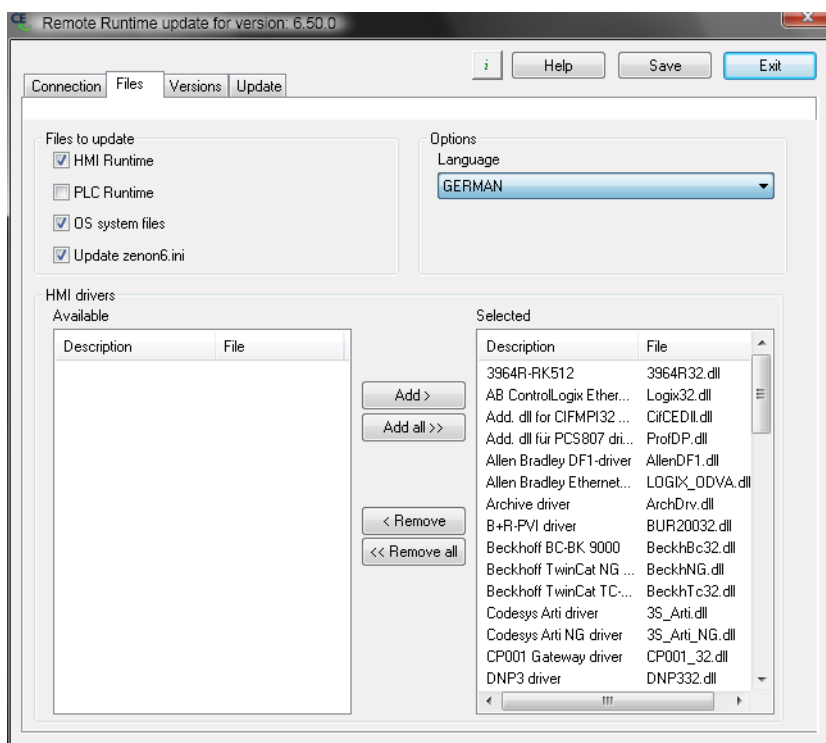 CE Remote Runtime update for version: 6.50.0
i Help Save Exit
Connection Files Versions Update
Files to update
HMI Runtime
PLC Runtime
OS system files
Update zenon6.ini
Options
Language
GERMAN
HMI drivers
Available
Description File
Add >
Add all >>
< Remove
<< Remove all
Selected
Description File
3964R-RK512 3964R32.dll
AB ControlLogix Ether... Logix32.dll
Add. dll for CIFMPI32 ... CifCEDll.dll
Add. dll für PCS807 dri... ProfDP.dll
Allen Bradley DF1-driver AllenDF1.dll
Allen Bradley Ethernet... LOGIX_ODVA.dll
Archive driver ArchDrv.dll
B+R-PVI driver BUR20032.dll
Beckhoff BC-BK 9000 BeckhBc32.dll
Beckhoff TwinCat NG ... BeckhNG.dll
Beckhoff TwinCat TC-... BeckhTc32.dll
Codesys Arti driver 3S_Arti.dll
Codesys Arti NG driver 3S_Arti_NG.dll
CP001 Gateway driver CP001_32.dll
DNP3 driver DNP332.dll